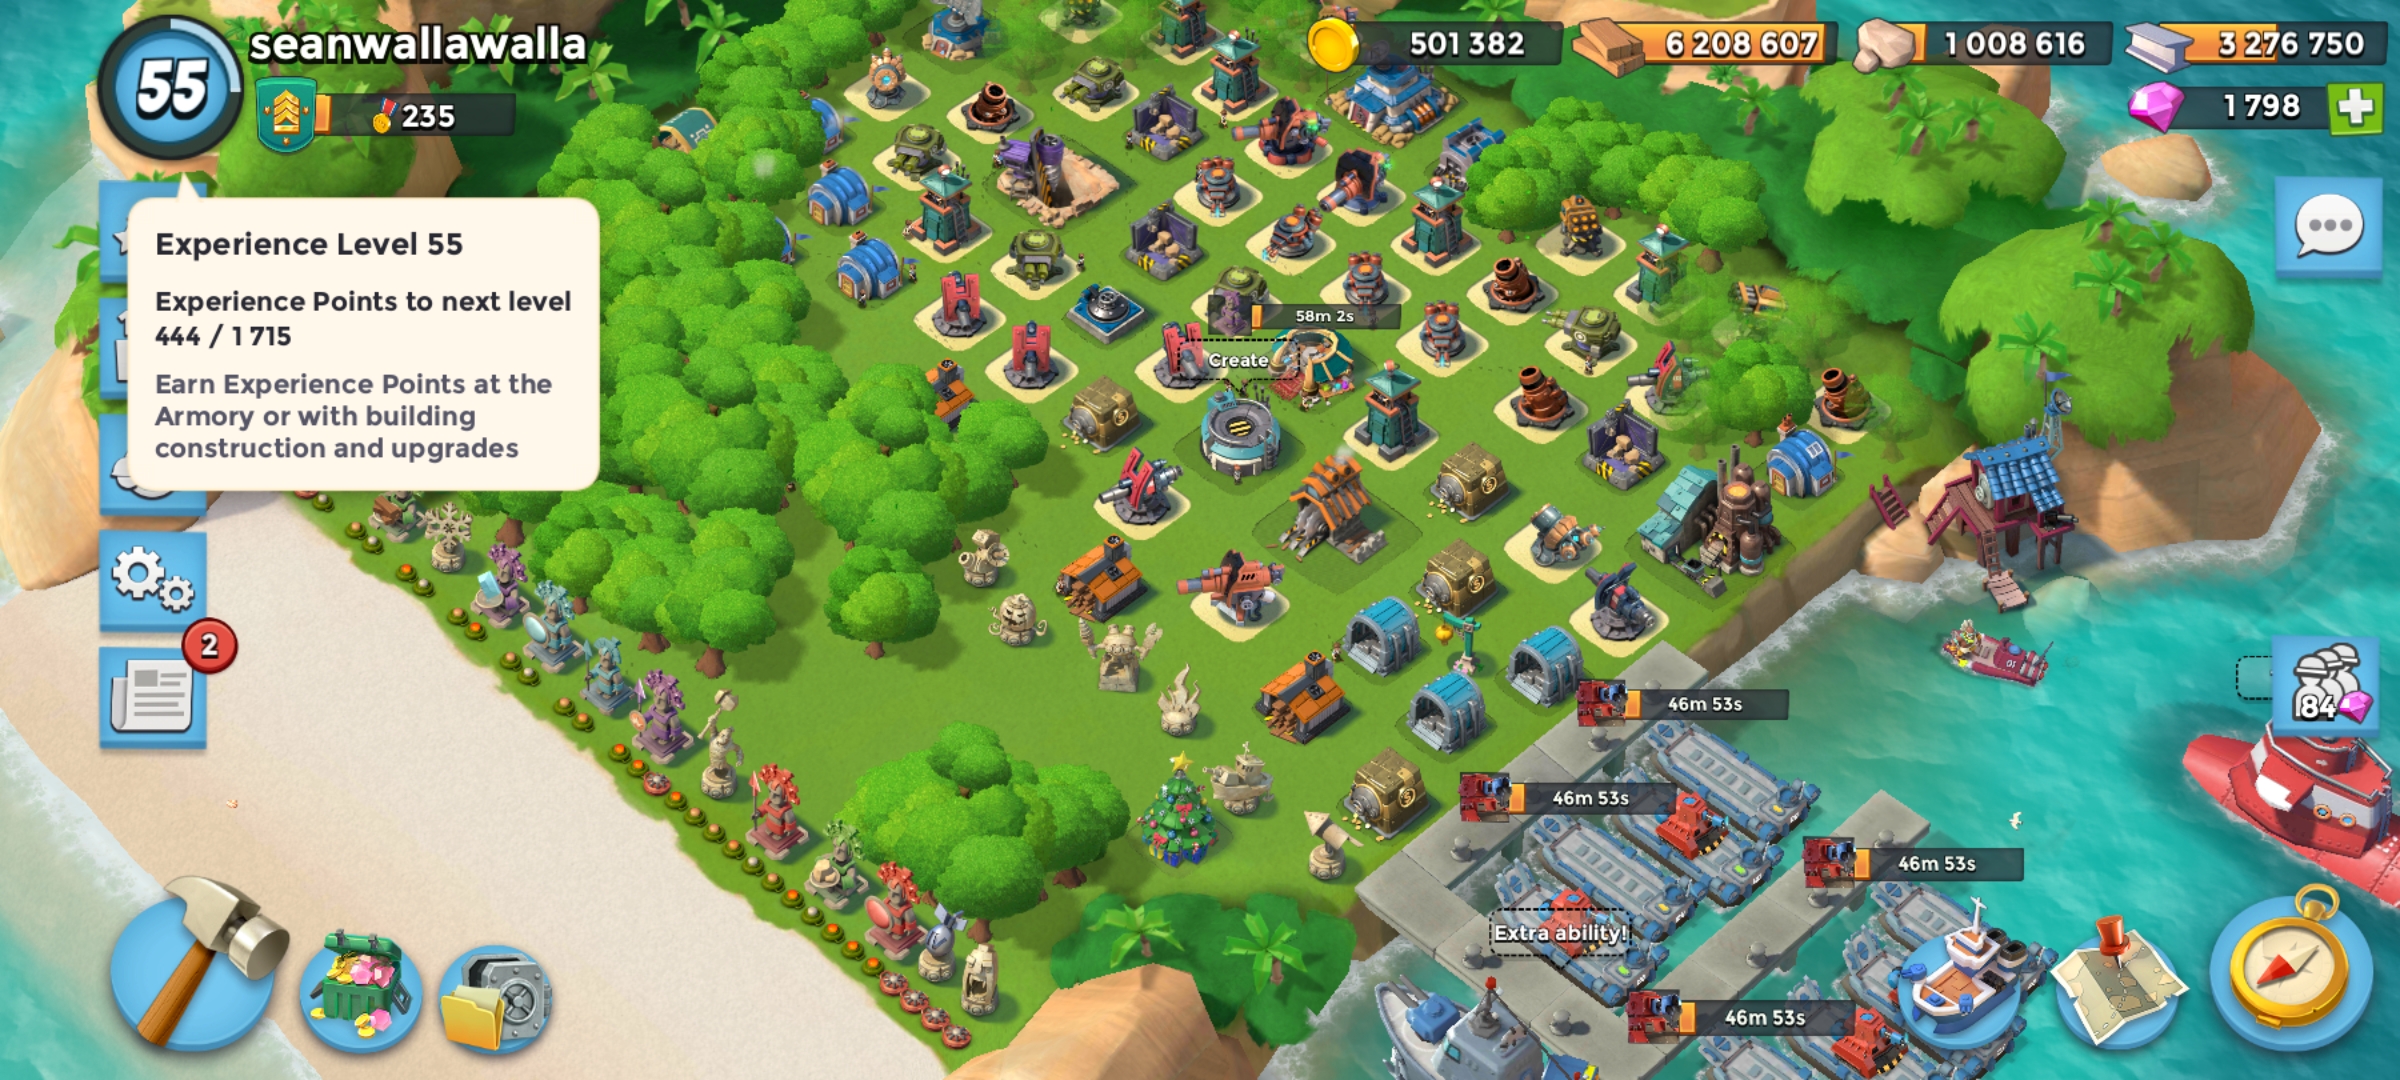 55
seanwallawalla
235
501 382
6 208 607
1 008 616
3 276 750
1 798
Experience Level 55
Experience Points to next level
444 / 1 715
Earn Experience Points at the
Armory or with building
construction and upgrades
58m 2s
Create
2
84
46m 53s
46m 53s
46m 53s
Extra ability!
46m 53s